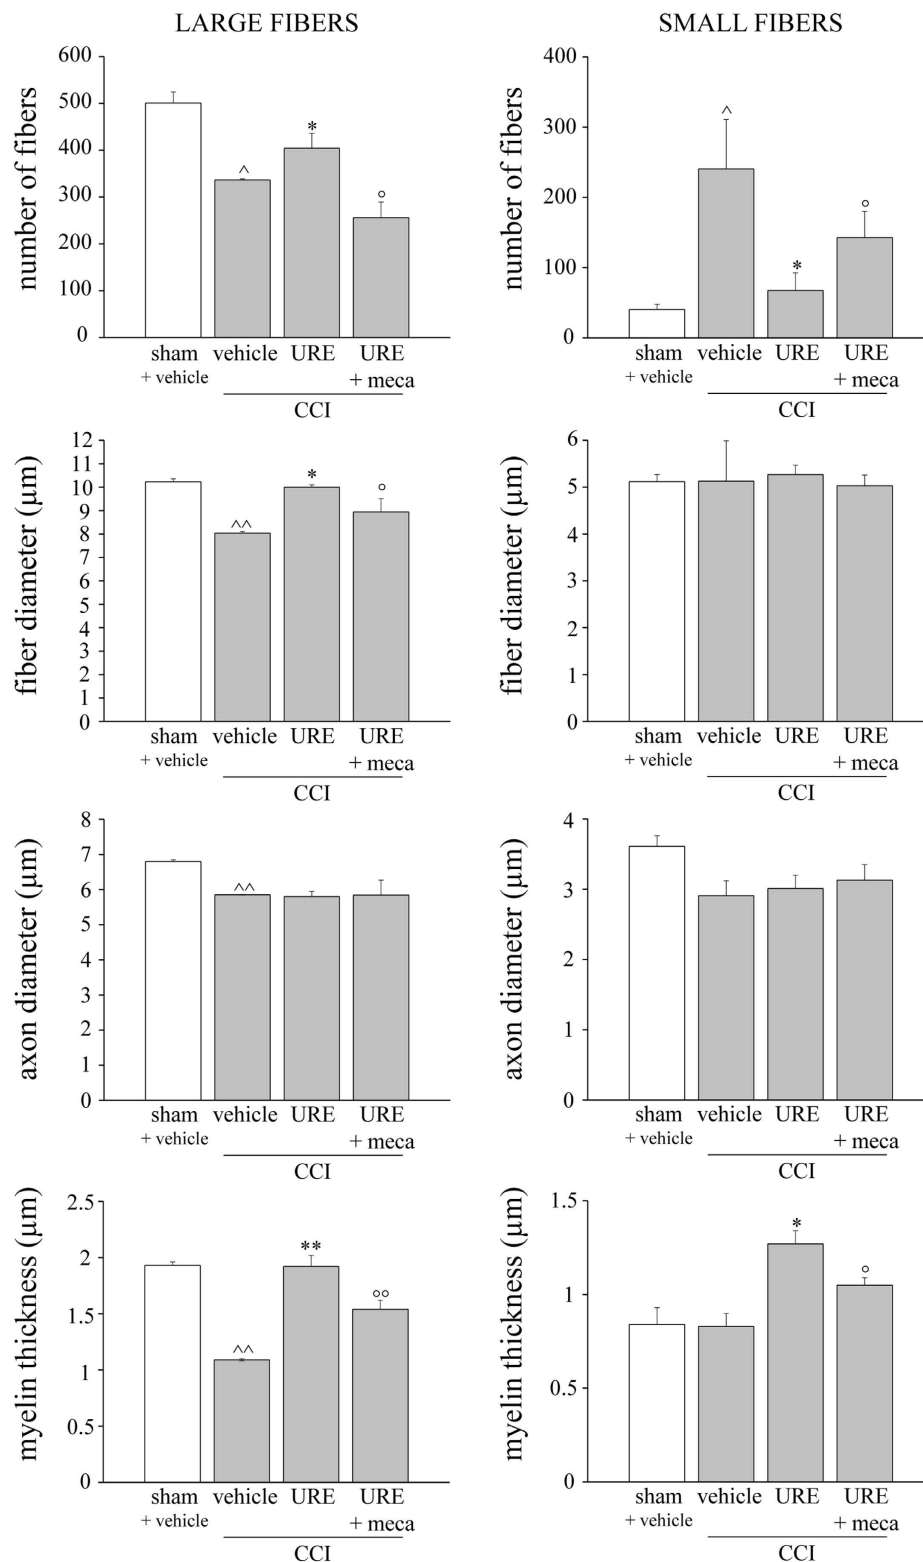 LARGE FIBERS
number of fibers
600
500
400
300
200
100
0
^
*
°
sham vehicle URE URE
+ vehicle + meca
CCI
SMALL FIBERS
number of fibers
400
300
200
100
0
^
*
°
sham vehicle URE URE
+ vehicle + meca
CCI
fiber diameter (µm)
12
11
10
9
8
7
6
5
4
3
2
1
0
^^
*
°
sham vehicle URE URE
+ vehicle + meca
CCI
fiber diameter (µm)
6
5
4
3
2
1
0
sham vehicle URE URE
+ vehicle + meca
CCI
axon diameter (µm)
8
7
6
5
4
3
2
1
0
^^
sham vehicle URE URE
+ vehicle + meca
CCI
axon diameter (µm)
4
3
2
1
0
sham vehicle URE URE
+ vehicle + meca
CCI
myelin thickness (µm)
2.5
2
1.5
1
0.5
0
^^
**
°°
sham vehicle URE URE
+ vehicle + meca
CCI
myelin thickness (µm)
1.5
1
0.5
0
*
°
sham vehicle URE URE
+ vehicle + meca
CCI